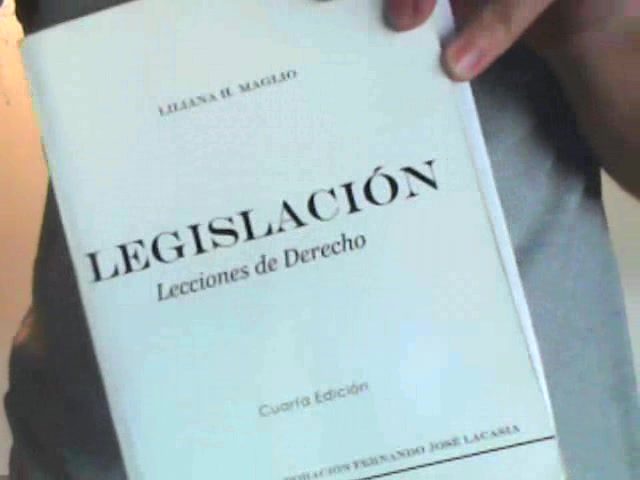 LILIANA H. MAGLIO
LEGISLACIÓN
Lecciones de Derecho
Cuarta Edición
FERNANDO JOSÉ LACASIA